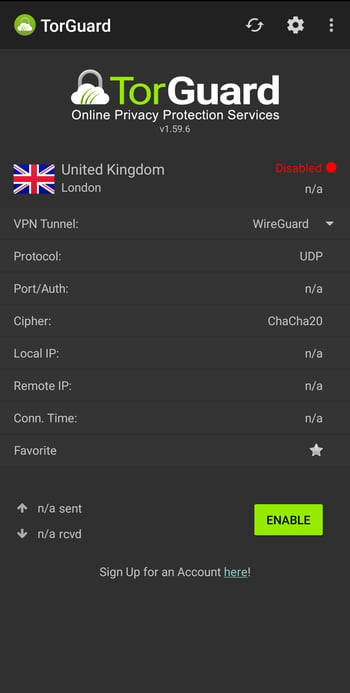 TorGuard
TorGuard
Online Privacy Protection Services
v1.59.6
United Kingdom
Disabled
London
n/a
VPN Tunnel: WireGuard
Protocol: UDP
Port/Auth: n/a
Cipher: ChaCha20
Local IP: n/a
Remote IP: n/a
Conn. Time: n/a
Favorite
n/a sent
n/a rcvd
ENABLE
Sign Up for an Account here!